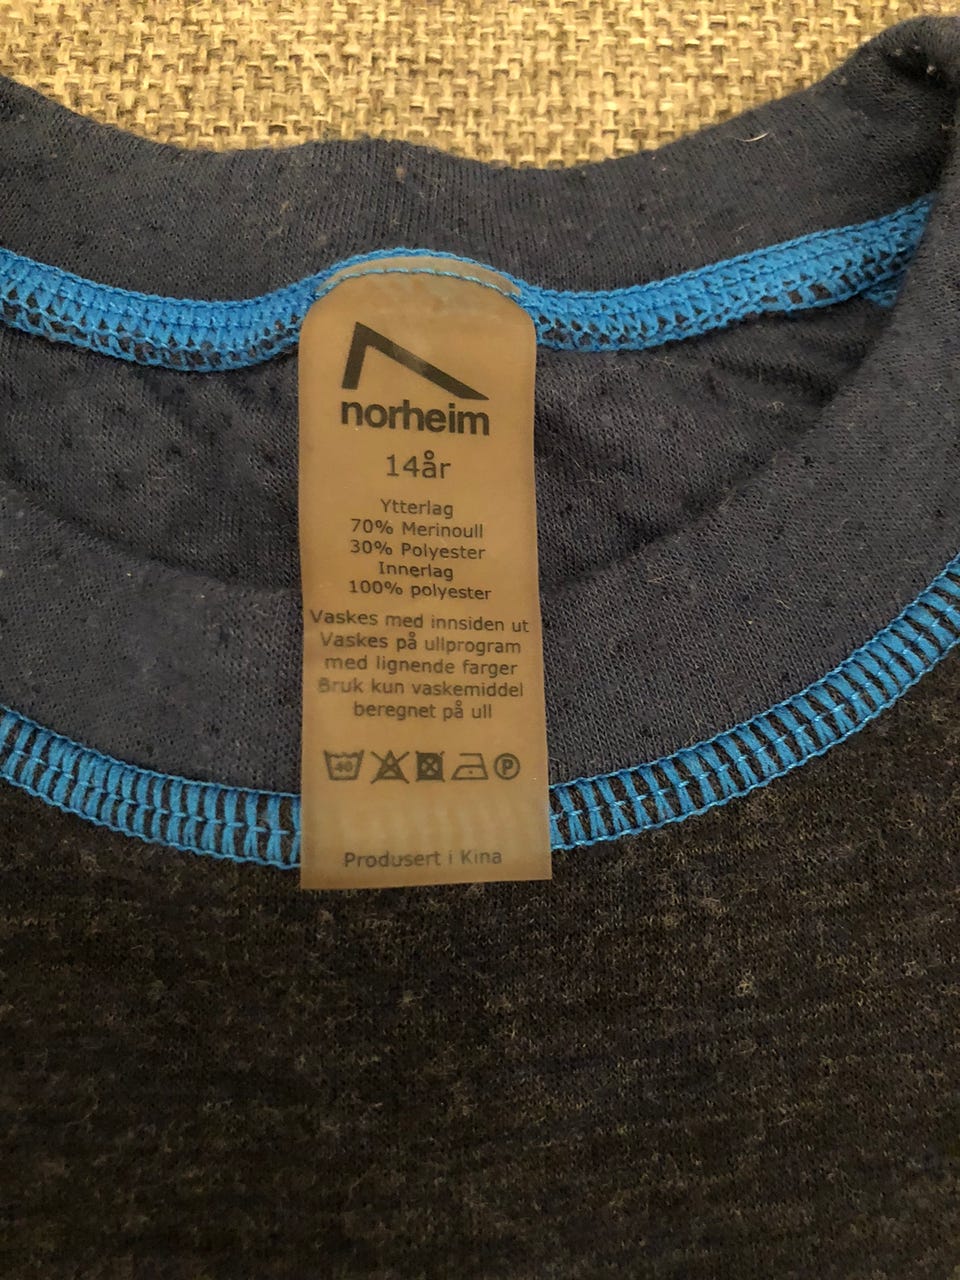 norheim
14år
Ytterlag
70% Merinoull
30% Polyester
Innerlag
100% polyester
Vaskes med innsiden ut
Vaskes på ullprogram
med lignende farger
Bruk kun vaskemiddel
beregnet på ull
40 P
Produsert i Kina